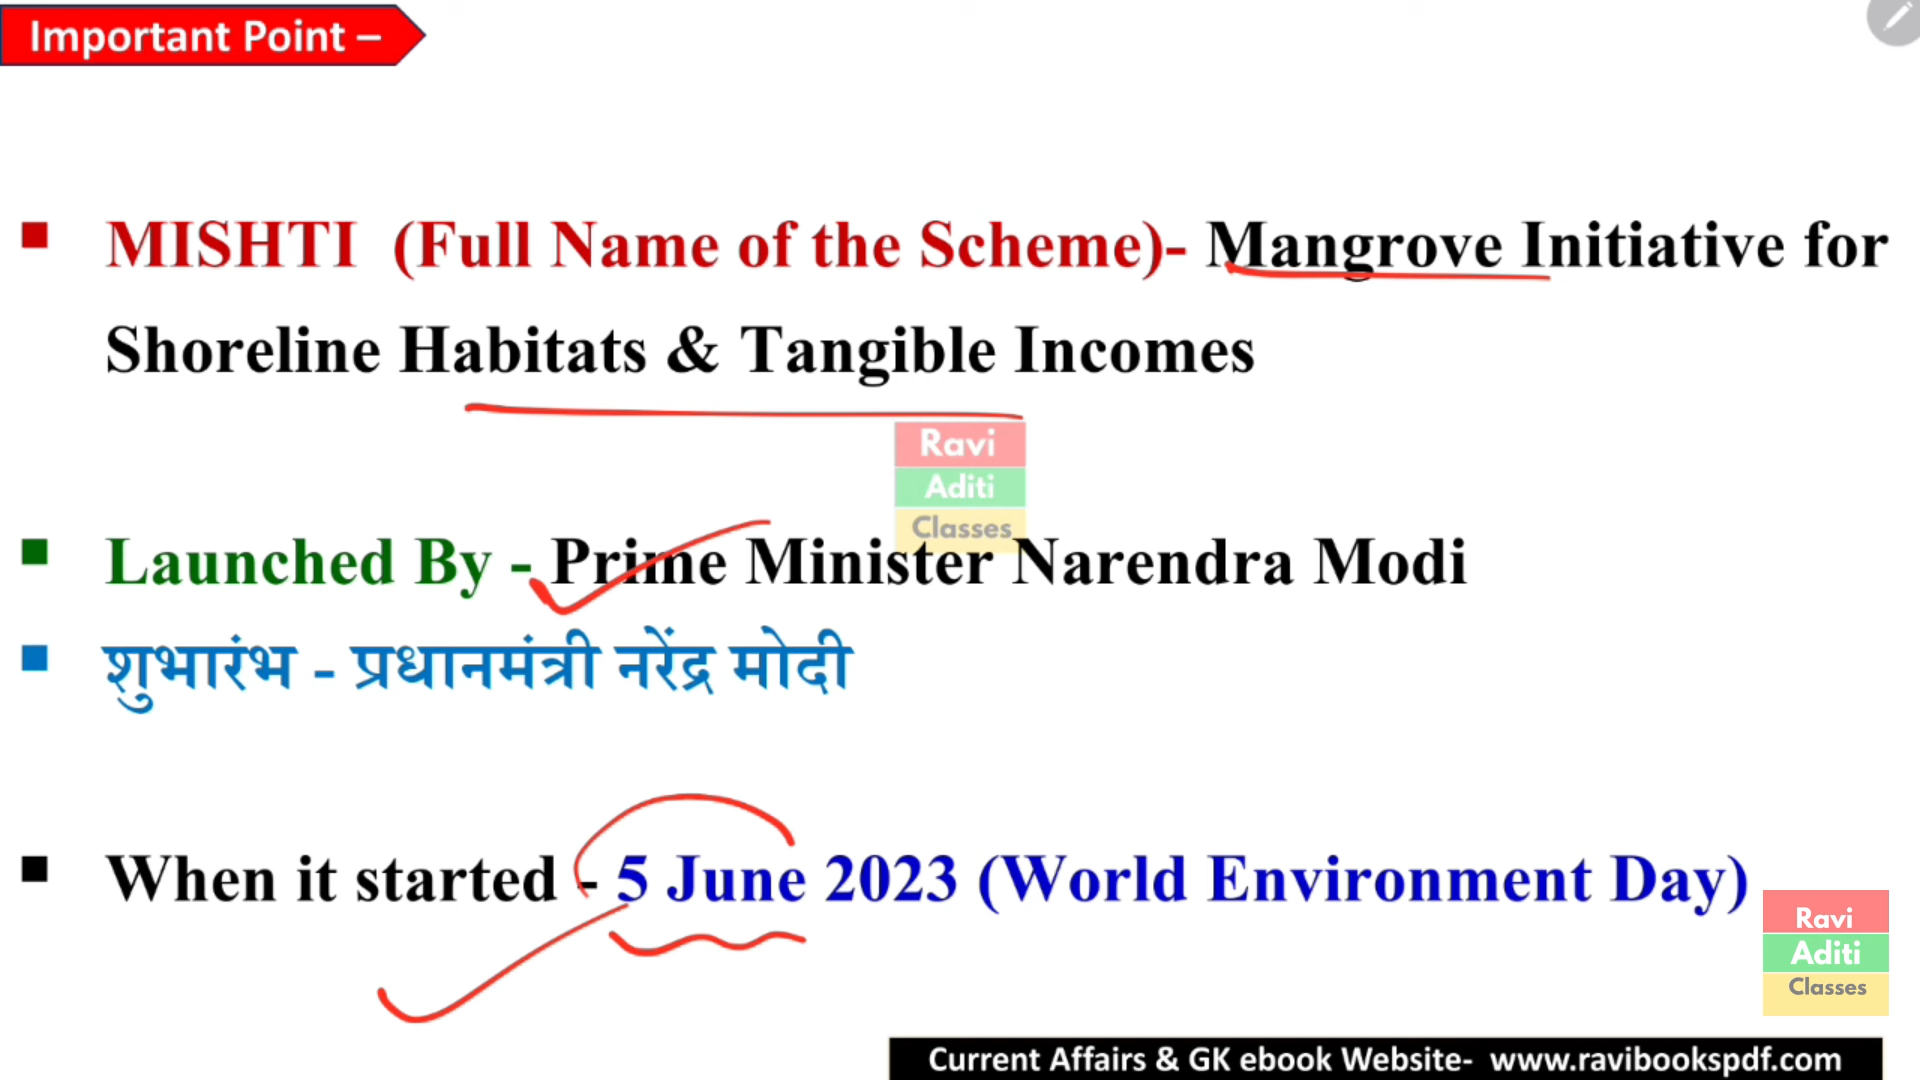 Important Point –
MISHTI (Full Name of the Scheme)- Mangrove Initiative for
Shoreline Habitats & Tangible Incomes
Ravi
Aditi
Classes
Launched By - Prime Minister Narendra Modi
शुभारंभ - प्रधानमंत्री नरेंद्र मोदी
When it started - 5 June 2023 (World Environment Day)
Ravi
Aditi
Classes
Current Affairs & GK ebook Website- www.ravibookspdf.com